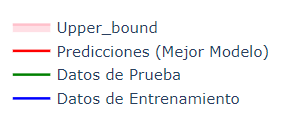 Upper_bound
Predicciones (Mejor Modelo)
Datos de Prueba
Datos de Entrenamiento